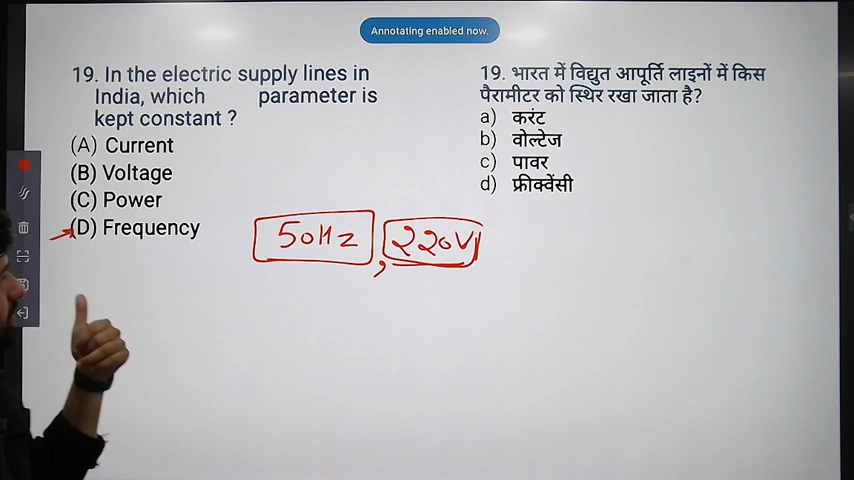 Annotating enabled now.
19. In the electric supply lines in
India, which parameter is
kept constant ?
(A) Current
(B) Voltage
(C) Power
(D) Frequency
19. भारत में विद्युत आपूर्ति लाइनों में किस
पैरामीटर को स्थिर रखा जाता है?
a) करंट
b) वोल्टेज
c) पावर
d) फ्रीक्वेंसी
50Hz , 220V